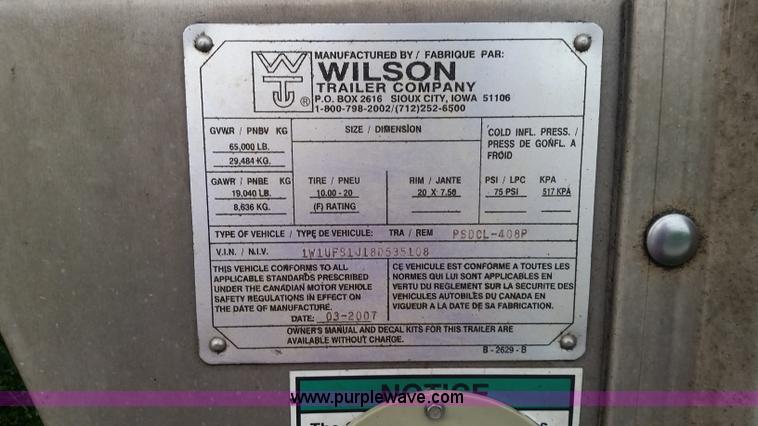 MANUFACTURED BY / FABRIQUE PAR:
WILSON
TRAILER COMPANY
P.O. BOX 2616 SIOUX CITY, IOWA 51106
1-800-798-2002/(712)252-6500
WTC ®
GVWR / PNBV KG
65,000 LB.
29,484 KG.
SIZE / DIMENSION
COLD INFL. PRESS. /
PRESS DE GONFL. A
FROID
GAWR / PNBE KG
19,040 LB.
8,636 KG.
TIRE / PNEU
10.00 - 20
(F) RATING
RIM / JANTE
20 X 7.50
PSI / LPC KPA
75 PSI 517 KPA
TYPE OF VEHICLE / TYPE DE VEHICULE: TRA / REM PSDCL-408P
V.I.N. / N.I.V. 1W1UFS1J18D535108
THIS VEHICLE CONFORMS TO ALL
APPLICABLE STANDARDS PRESCRIBED
UNDER THE CANADIAN MOTOR VEHICLE
SAFETY REGULATIONS IN EFFECT ON
THE DATE OF MANUFACTURE.
DATE: 03-2007
CE VEHICULE EST CONFORME A TOUTES LES
NORMES QUI LUI SONT APPLICABLES EN
VERTU DU REGLEMENT SUR LA SECURITE DES
VEHICULES AUTOBILES DU CANADA EN
VIGUEUR A LA DATE DE SA FABRICATION.
OWNER'S MANUAL AND DECAL KITS FOR THIS TRAILER ARE
AVAILABLE WITHOUT CHARGE.
B - 2629 - B
NOTICE
www.purplewave.com
The